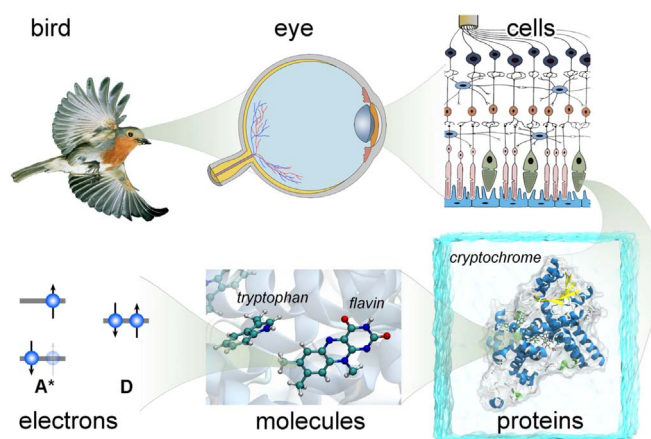 bird
eye
cells
cryptochrome
tryptophan
flavin
A*
D
electrons
molecules
proteins